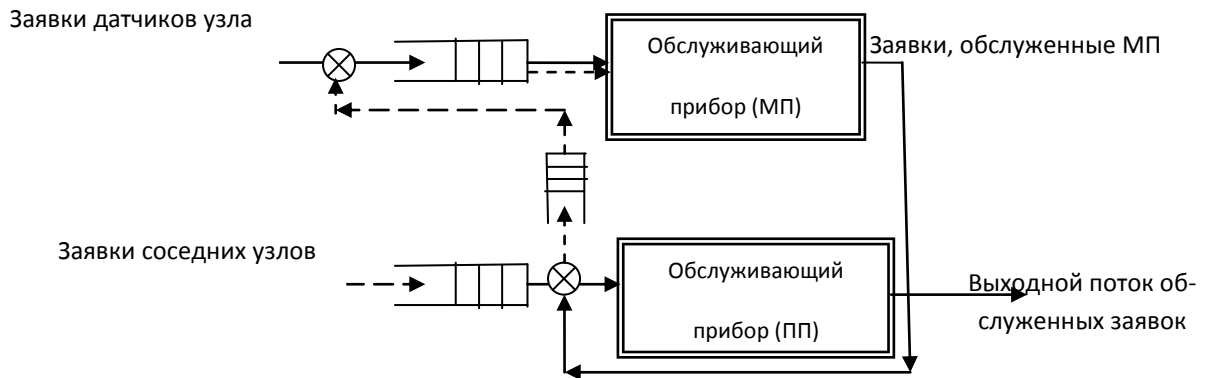 Заявки датчиков узла
Обслуживающий
прибор (МП)
Заявки, обслуженные МП
Заявки соседних узлов
Обслуживающий
прибор (ПП)
Выходной поток об-
служенных заявок